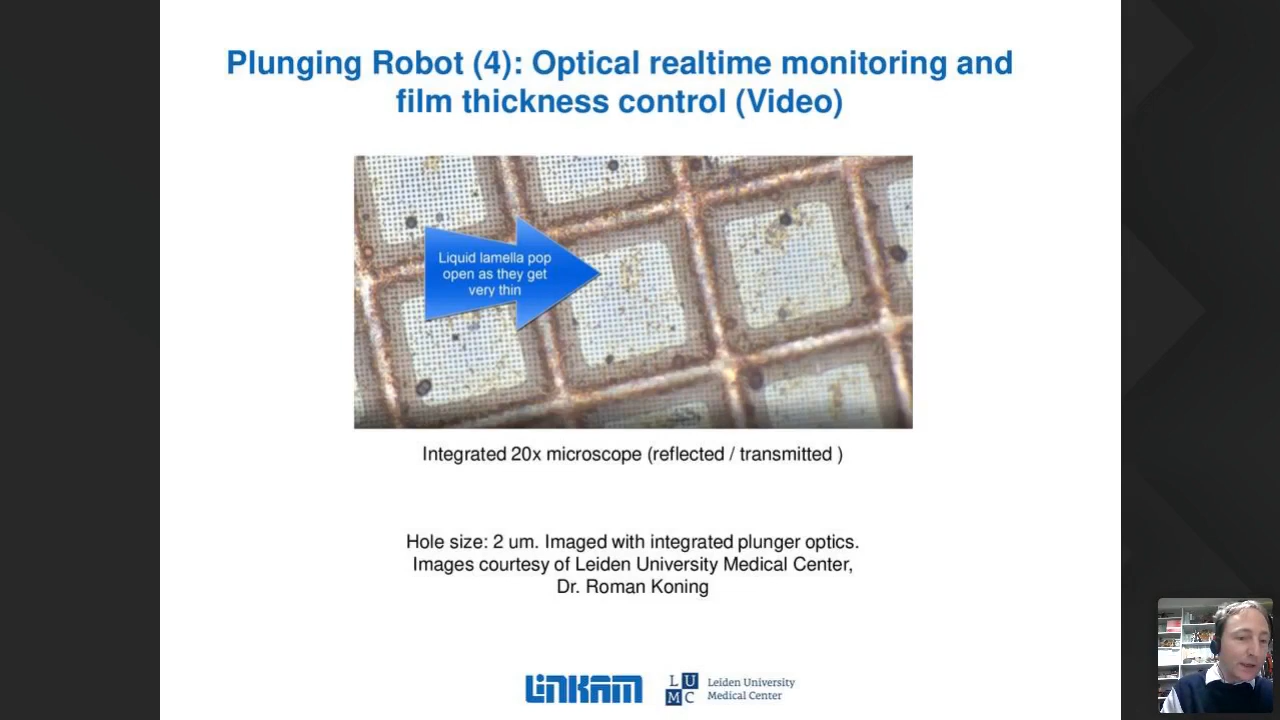 Plunging Robot (4): Optical realtime monitoring and
film thickness control (Video)
Liquid lamella pop
open as they get
very thin
Integrated 20x microscope (reflected / transmitted )
Hole size: 2 um. Imaged with integrated plunger optics.
Images courtesy of Leiden University Medical Center,
Dr. Roman Koning
LINKAM
L U
M C
Leiden University
Medical Center